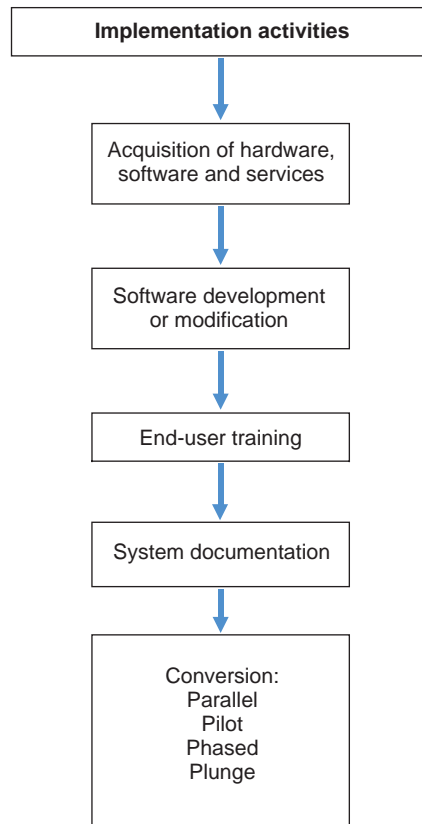 Implementation activities
Acquisition of hardware,
software and services
Software development
or modification
End-user training
System documentation
Conversion:
Parallel
Pilot
Phased
Plunge